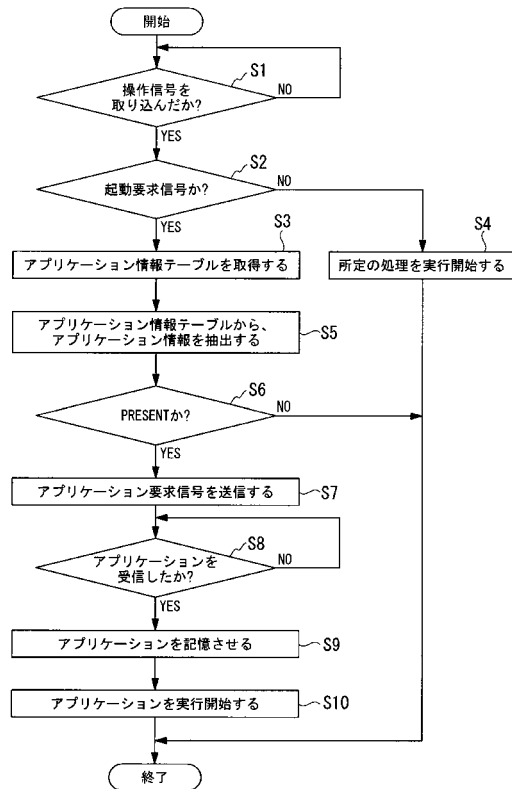 開始
S1
操作信号を
取り込んだか?
NO
YES
S2
起動要求信号か?
NO
YES
S3
アプリケーション情報テーブルを取得する
S4
所定の処理を実行開始する
アプリケーション情報テーブルから、
アプリケーション情報を抽出する
S5
S6
PRESENTか?
NO
YES
アプリケーション要求信号を送信する
S7
S8
アプリケーションを
受信したか?
NO
YES
アプリケーションを記憶させる
S9
アプリケーションを実行開始する
S10
終了